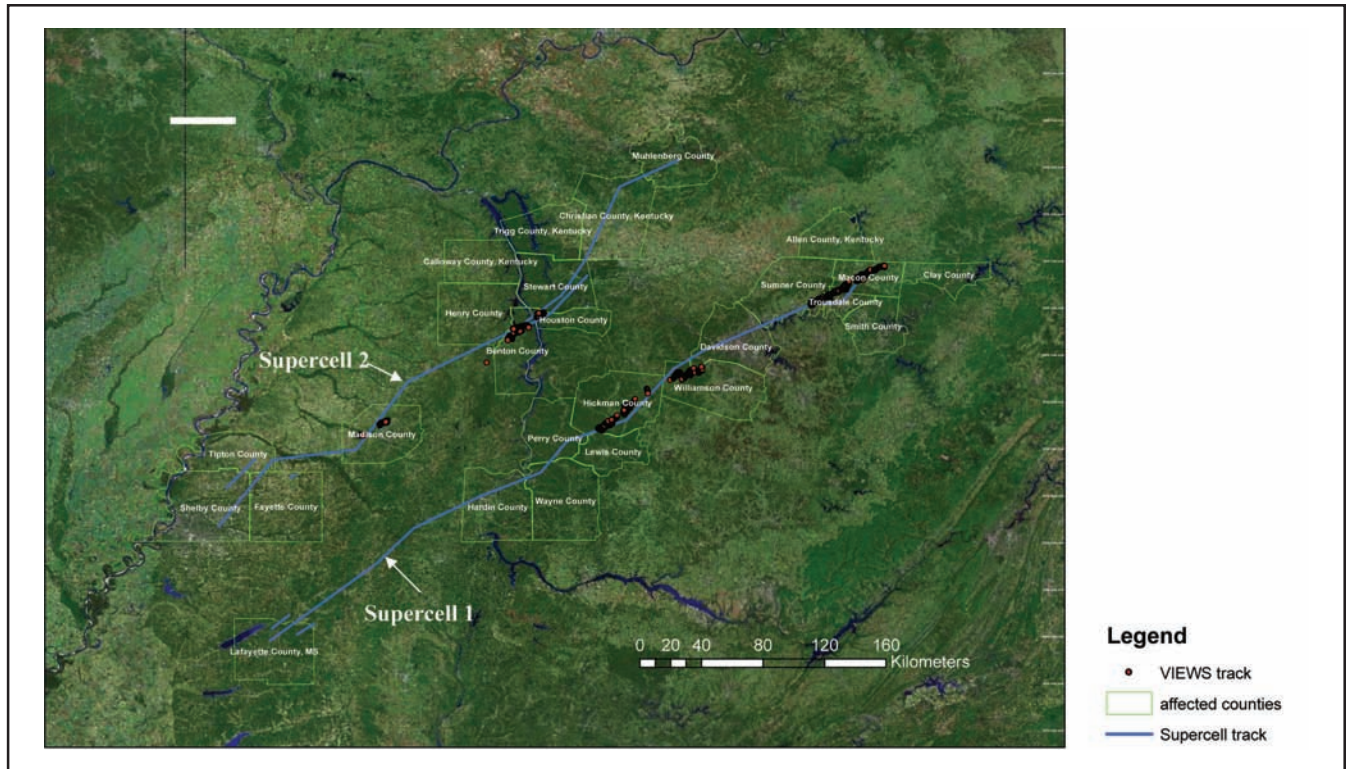 Muhlenberg County
Christian County, Kentucky
Trigg County, Kentucky
Allen County, Kentucky
Calloway County, Kentucky
Macon County
Clay County
Stewart County
Sumner County
Trousdale County
Henry County
Houston County
Smith County
Davidson County
Benton County
Supercell 2
Williamson County
Hickman County
Madison County
Perry County
Lewis County
Tipton County
Shelby County
Fayette County
Hardin County
Wayne County
Supercell 1
Lafayette County, MS
0 20 40 80 120 160
Kilometers
Legend
VIEWS track
affected counties
Supercell track